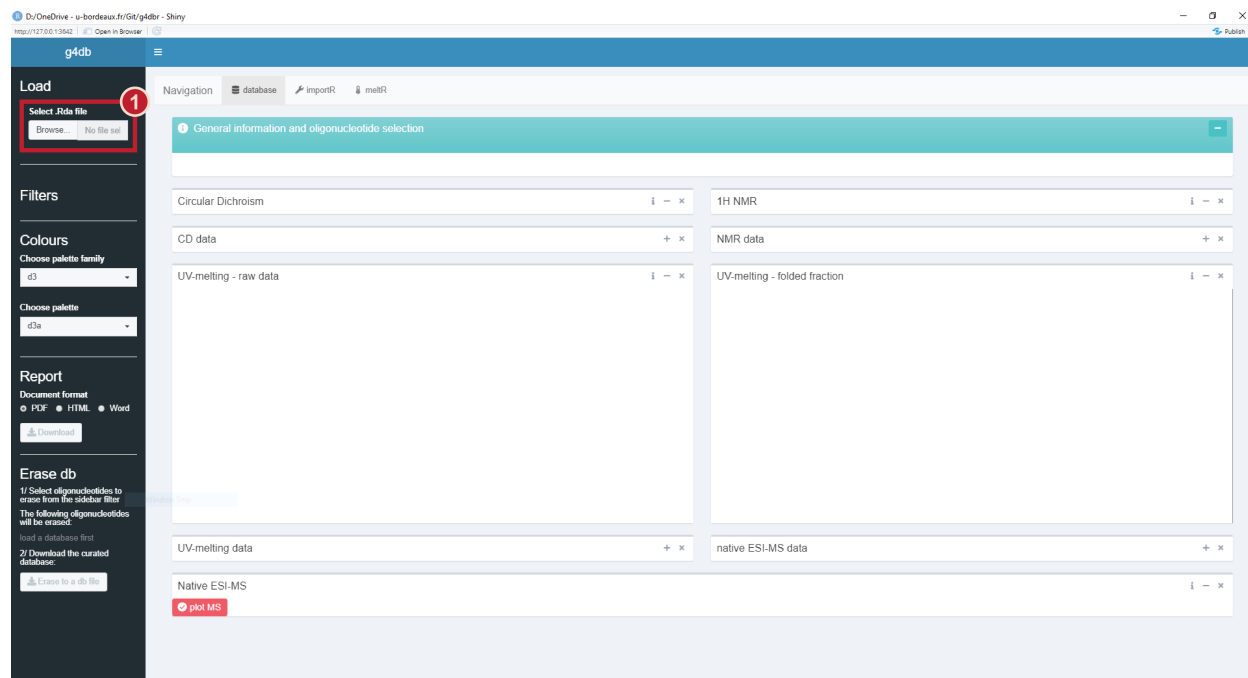 D:/OneDrive - u-bordeaux.fr/Git/g4dbr - Shiny
http://127.0.0.1:3642 Open in Browser Publish
g4db
Load
1
Select .Rda file
Browse... No file sel
Filters
Colours
Choose palette family
d3
Choose palette
d3a
Report
Document format
PDF HTML Word
Download
Erase db
1/ Select oligonucleotides to
erase from the sidebar filter
The following oligonucleotides
will be erased:
load a database first
2/ Download the curated
database:
Erase to a db file
Navigation database importR meltR
General information and oligonucleotide selection
Circular Dichroism
1H NMR
CD data
NMR data
UV-melting - raw data
UV-melting - folded fraction
UV-melting data
native ESI-MS data
Native ESI-MS
plot MS